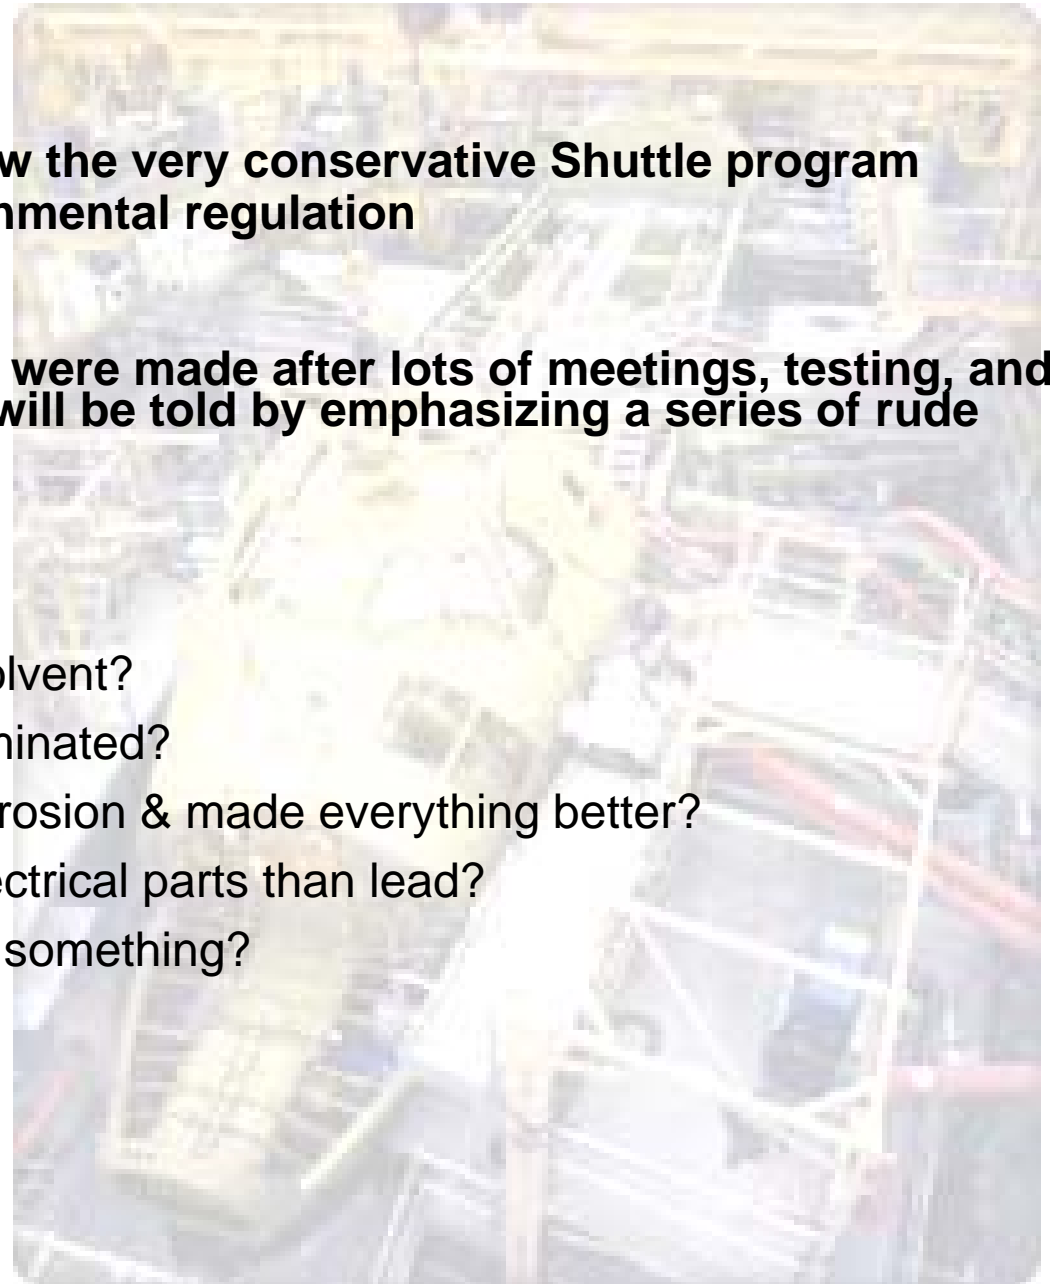 w the very conservative Shuttle program
nmental regulation
were made after lots of meetings, testing, and
will be told by emphasizing a series of rude
olvent?
ninated?
rosion & made everything better?
ectrical parts than lead?
something?